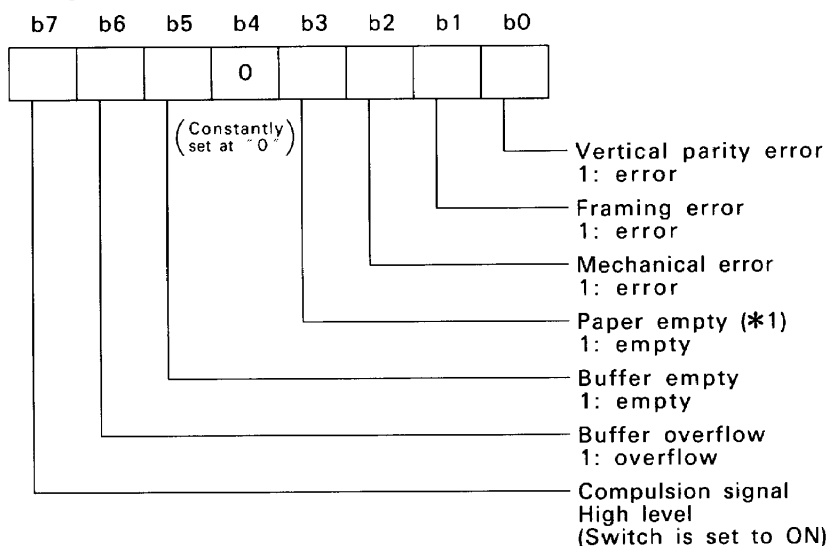 b7 b6 b5 b4 b3 b2 b1 b0
0
(Constantly
set at "0")
Vertical parity error
1: error
Framing error
1: error
Mechanical error
1: error
Paper empty (*1)
1: empty
Buffer empty
1: empty
Buffer overflow
1: overflow
Compulsion signal
High level
(Switch is set to ON)